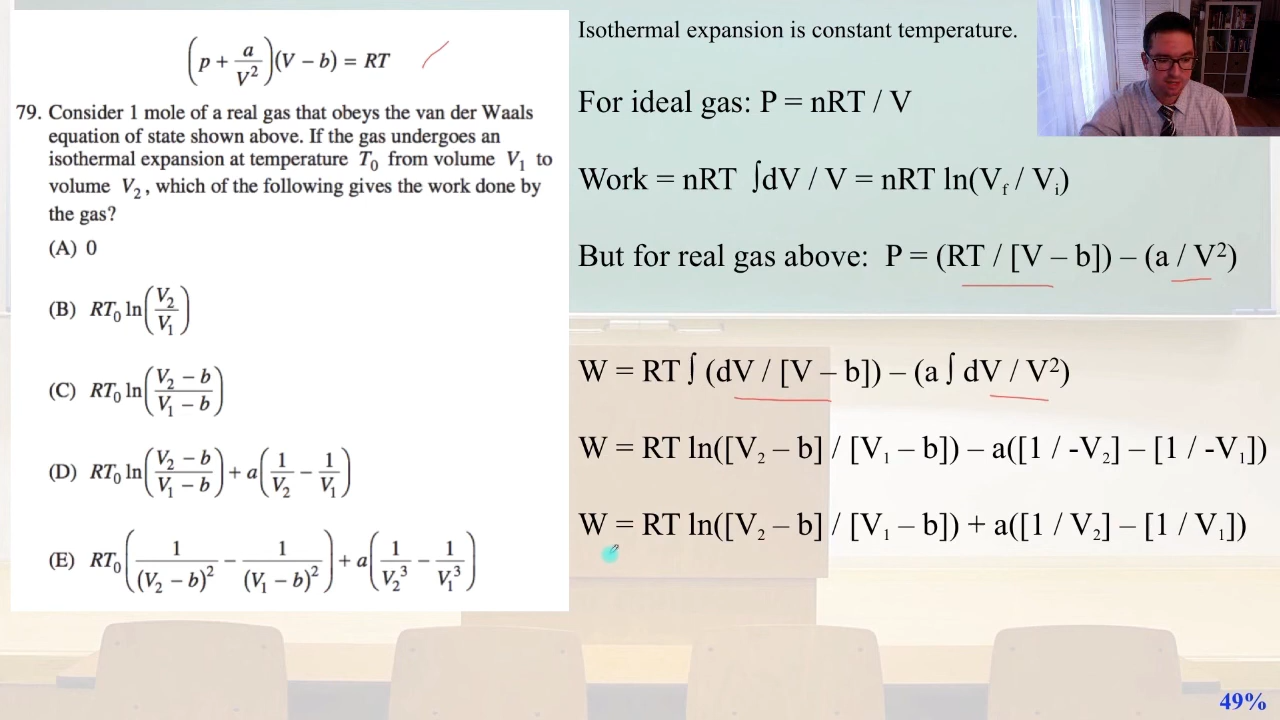 (p + a/V²)(V − b) = RT
79. Consider 1 mole of a real gas that obeys the van der Waals
equation of state shown above. If the gas undergoes an
isothermal expansion at temperature T₀ from volume V₁ to
volume V₂, which of the following gives the work done by
the gas?
(A) 0
(B) RT₀ ln(V₂/V₁)
(C) RT₀ ln((V₂ − b)/(V₁ − b))
(D) RT₀ ln((V₂ − b)/(V₁ − b)) + a(1/V₂ − 1/V₁)
(E) RT₀(1/(V₂ − b)² − 1/(V₁ − b)²) + a(1/V₂³ − 1/V₁³)
Isothermal expansion is constant temperature.
For ideal gas: P = nRT / V
Work = nRT ∫dV / V = nRT ln(V_f / V_i)
But for real gas above: P = (RT / [V – b]) – (a / V²)
W = RT ∫ (dV / [V – b]) – (a ∫ dV / V²)
W = RT ln([V₂ – b] / [V₁ – b]) – a([1 / -V₂] – [1 / -V₁])
W = RT ln([V₂ – b] / [V₁ – b]) + a([1 / V₂] – [1 / V₁])
49%